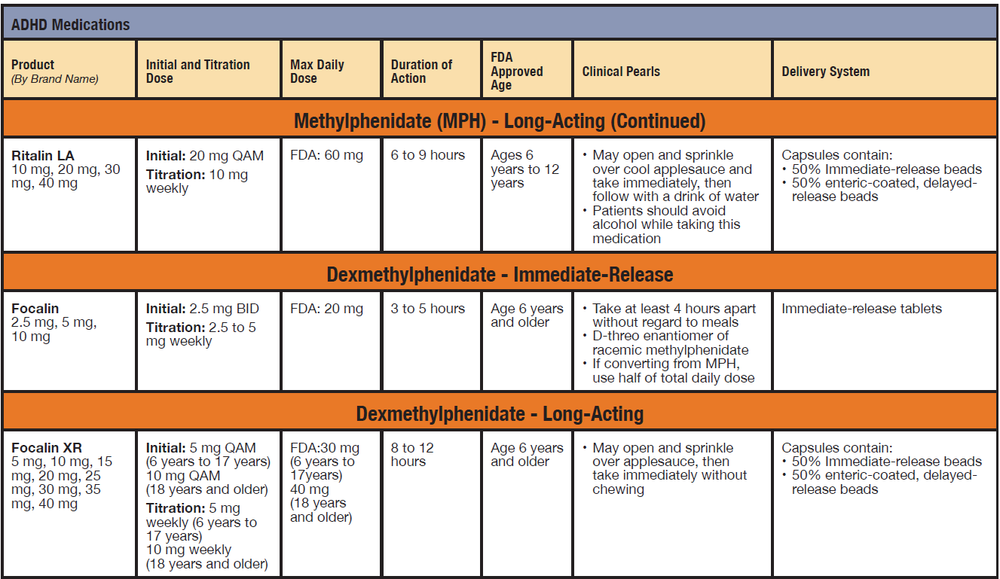 ADHD Medications
Product
(By Brand Name)
Initial and Titration
Dose
Max Daily
Dose
Duration of
Action
FDA
Approved
Age
Clinical Pearls
Delivery System
Methylphenidate (MPH) - Long-Acting (Continued)
Ritalin LA
10 mg, 20 mg, 30
mg, 40 mg
Initial: 20 mg QAM
Titration: 10 mg
weekly
FDA: 60 mg
6 to 9 hours
Ages 6
years to 12
years
• May open and sprinkle
over cool applesauce and
take immediately, then
follow with a drink of water
• Patients should avoid
alcohol while taking this
medication
Capsules contain:
• 50% Immediate-release beads
• 50% enteric-coated, delayed-
release beads
Dexmethylphenidate - Immediate-Release
Focalin
2.5 mg, 5 mg,
10 mg
Initial: 2.5 mg BID
Titration: 2.5 to 5
mg weekly
FDA: 20 mg
3 to 5 hours
Age 6 years
and older
• Take at least 4 hours apart
without regard to meals
• D-threo enantiomer of
racemic methylphenidate
• If converting from MPH,
use half of total daily dose
Immediate-release tablets
Dexmethylphenidate - Long-Acting
Focalin XR
5 mg, 10 mg, 15
mg, 20 mg, 25
mg, 30 mg, 35
mg, 40 mg
Initial: 5 mg QAM
(6 years to 17 years)
10 mg QAM
(18 years and older)
Titration: 5 mg
weekly (6 years to
17 years)
10 mg weekly
(18 years and older)
FDA:30 mg
(6 years to
17years)
40 mg
(18 years
and older)
8 to 12
hours
Age 6 years
and older
• May open and sprinkle
over applesauce, then
take immediately without
chewing
Capsules contain:
• 50% Immediate-release beads
• 50% enteric-coated, delayed-
release beads